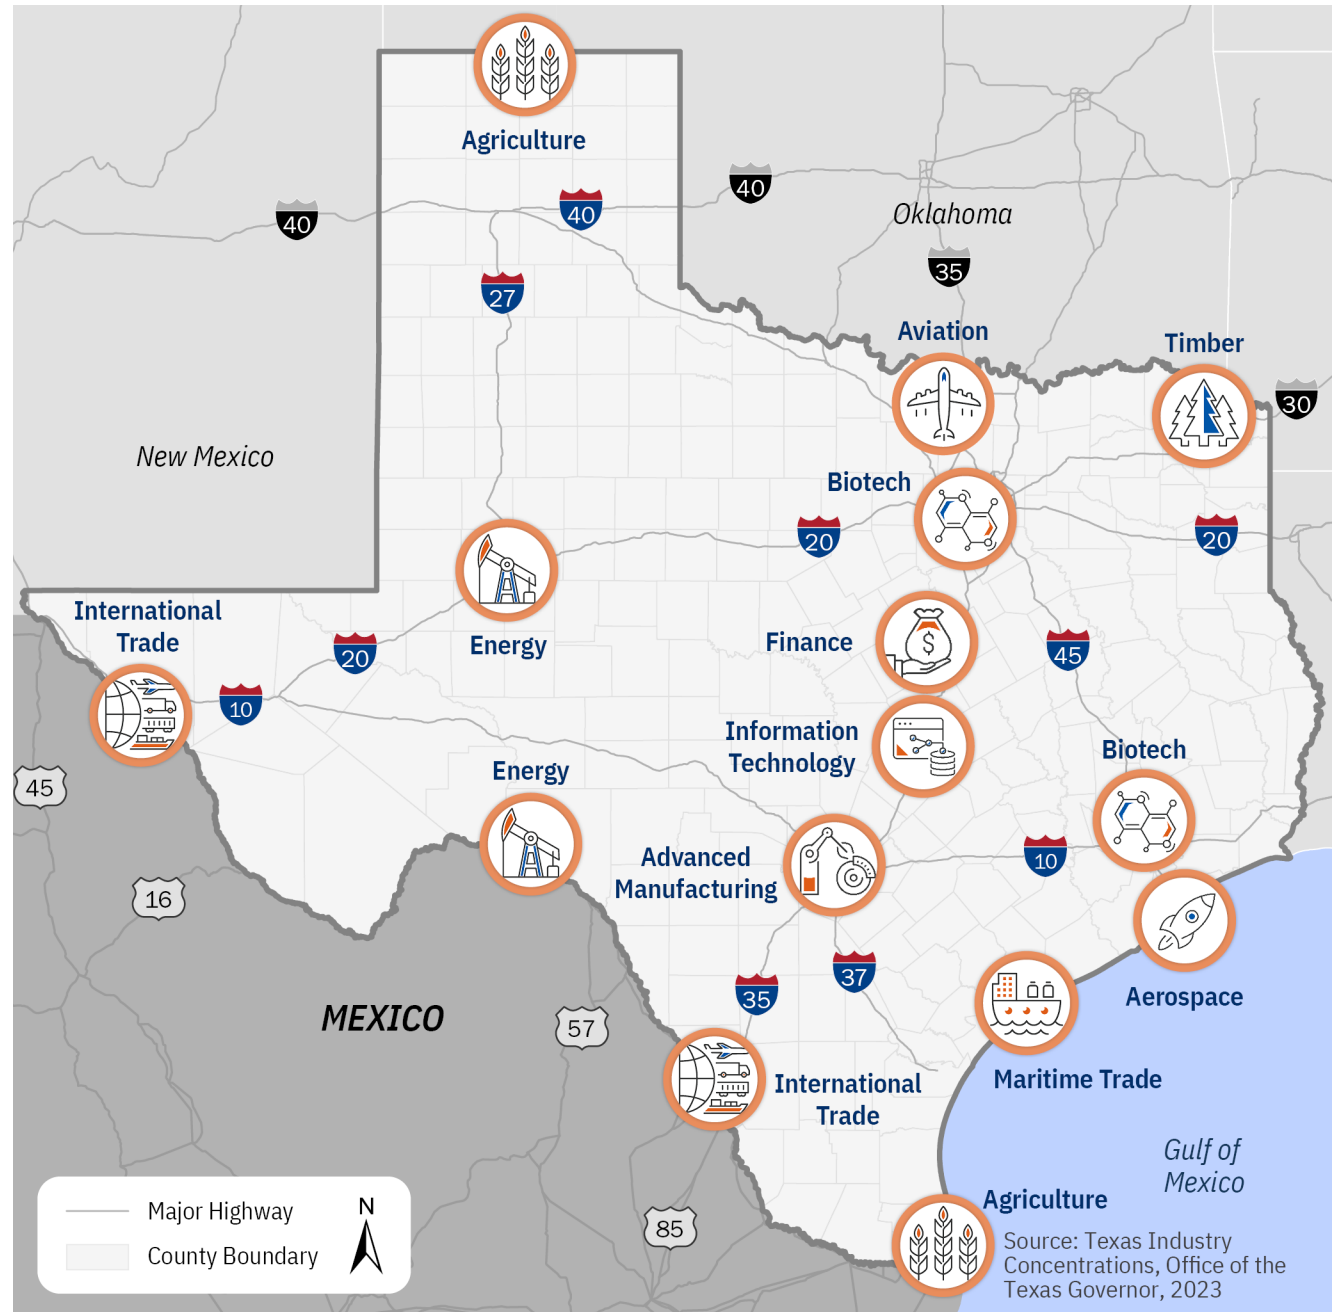 Agriculture
40
40
40
Oklahoma
35
27
Aviation
Timber
30
New Mexico
Biotech
20
20
International
Trade
Energy
20
10
Finance
45
Information
Technology
Biotech
Energy
45
Advanced
Manufacturing
10
16
37
35
Aerospace
MEXICO
57
Maritime Trade
International
Trade
Gulf of
Mexico
Agriculture
85
Source: Texas Industry
Concentrations, Office of the
Texas Governor, 2023
Major Highway
County Boundary
N
$